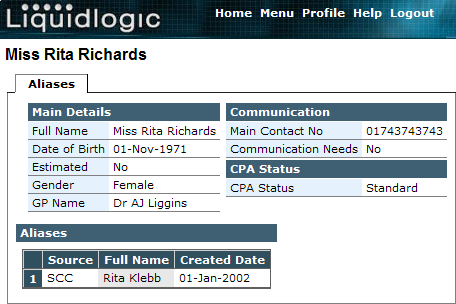 Liquidlogic Home Menu Profile Help Logout
Miss Rita Richards
Aliases
Main Details
Full Name Miss Rita Richards
Date of Birth 01-Nov-1971
Estimated No
Gender Female
GP Name Dr AJ Liggins
Communication
Main Contact No 01743743743
Communication Needs No
CPA Status
CPA Status Standard
Aliases
Source Full Name Created Date
1 SCC Rita Klebb 01-Jan-2002